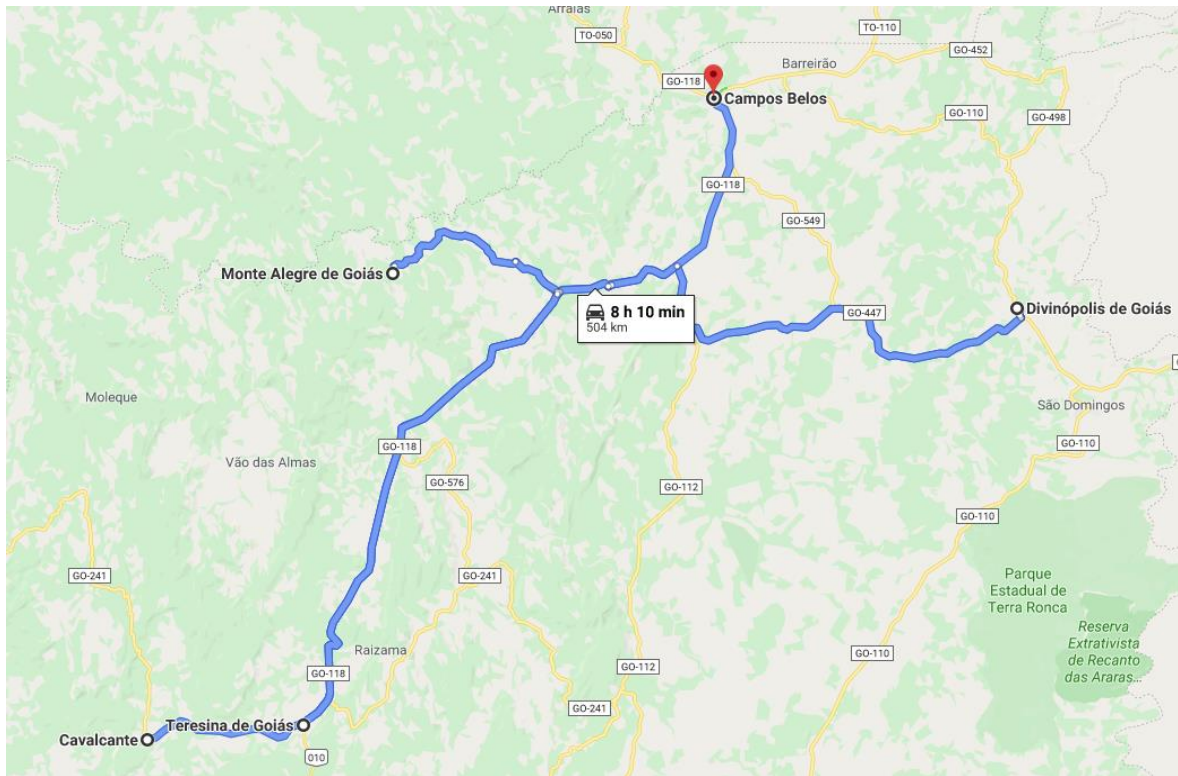 Arraias
TO-050
TO-110
GO-452
Barreirão
GO-118
Campos Belos
GO-110
GO-498
GO-118
GO-549
Monte Alegre de Goiás
8 h 10 min
504 km
GO-447
Divinópolis de Goiás
Moleque
São Domingos
GO-118
GO-110
Vão das Almas
GO-576
GO-112
GO-110
GO-241
GO-241
Parque
Estadual de
Terra Ronca
Reserva
Extrativista
de Recanto
das Araras...
Raizama
GO-110
GO-118
GO-112
GO-241
Teresina de Goiás
Cavalcante
010